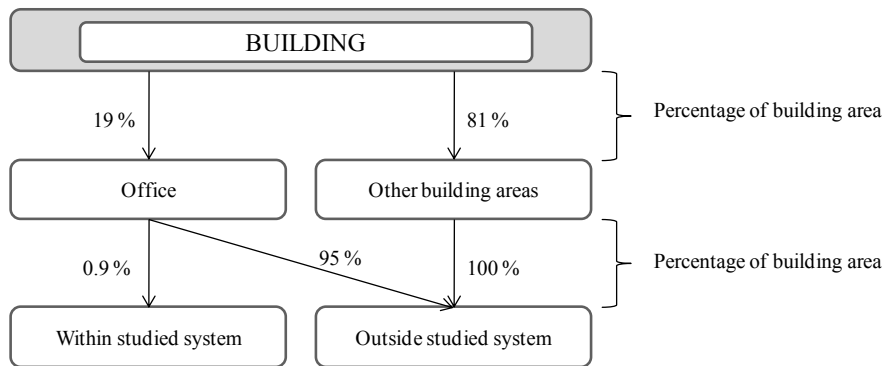 BUILDING
19 %
81 %
Percentage of building area
Office
Other building areas
0.9 %
95 %
100 %
Percentage of building area
Within studied system
Outside studied system